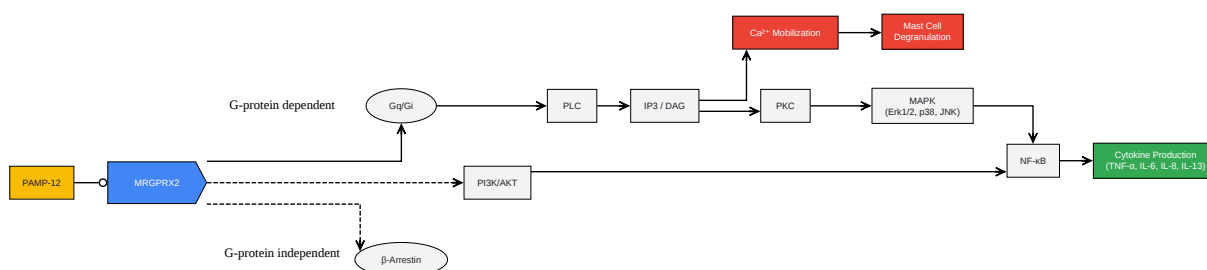 Ca²⁺ Mobilization
Mast Cell
Degranulation
G-protein dependent
Gq/Gi
PLC
IP3 / DAG
PKC
MAPK
(Erk1/2, p38, JNK)
PAMP-12
MRGPRX2
PI3K/AKT
NF-κB
Cytokine Production
(TNF-α, IL-6, IL-8, IL-13)
G-protein independent
β-Arrestin